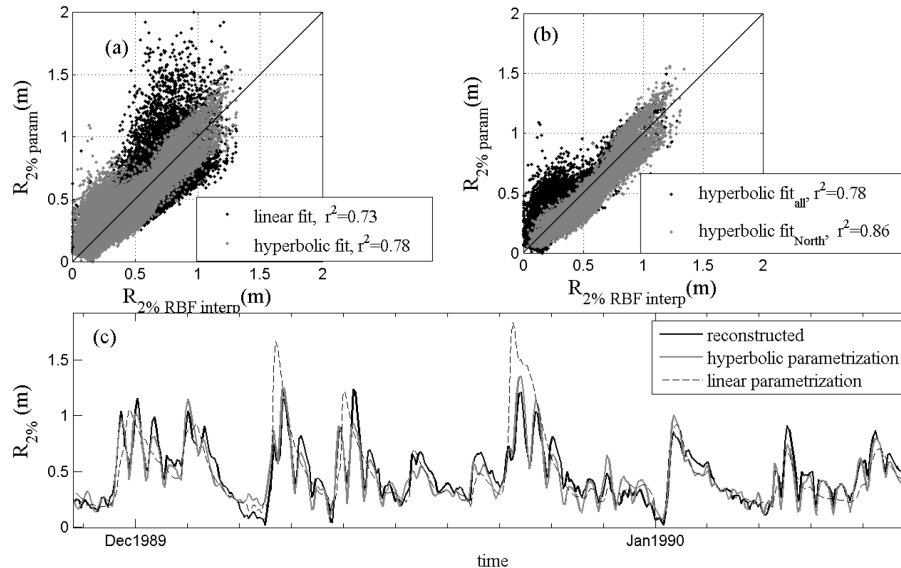 (a)
2
1.5
1
0.5
0
R2% param(m)
0
0.5
1
1.5
2
R2% RBF interp(m)
linear fit, r²=0.73
hyperbolic fit, r²=0.78
(b)
2
1.5
1
0.5
0
R2% param(m)
0
0.5
1
1.5
2
R2% RBF interp(m)
hyperbolic fit_all, r²=0.78
hyperbolic fit_North, r²=0.86
(c)
1.5
1
0.5
0
R2% (m)
reconstructed
hyperbolic parametrization
linear parametrization
Dec1989
Jan1990
time